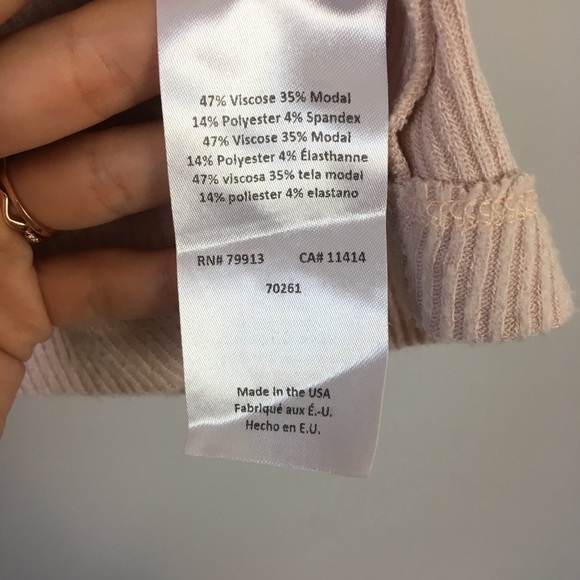 47% Viscose 35% Modal
14% Polyester 4% Spandex
47% Viscose 35% Modal
14% Polyester 4% Élasthanne
47% viscosa 35% tela modal
14% poliester 4% elastano
RN# 79913 CA# 11414
70261
Made in the USA
Fabriqué aux É.-U.
Hecho en E.U.